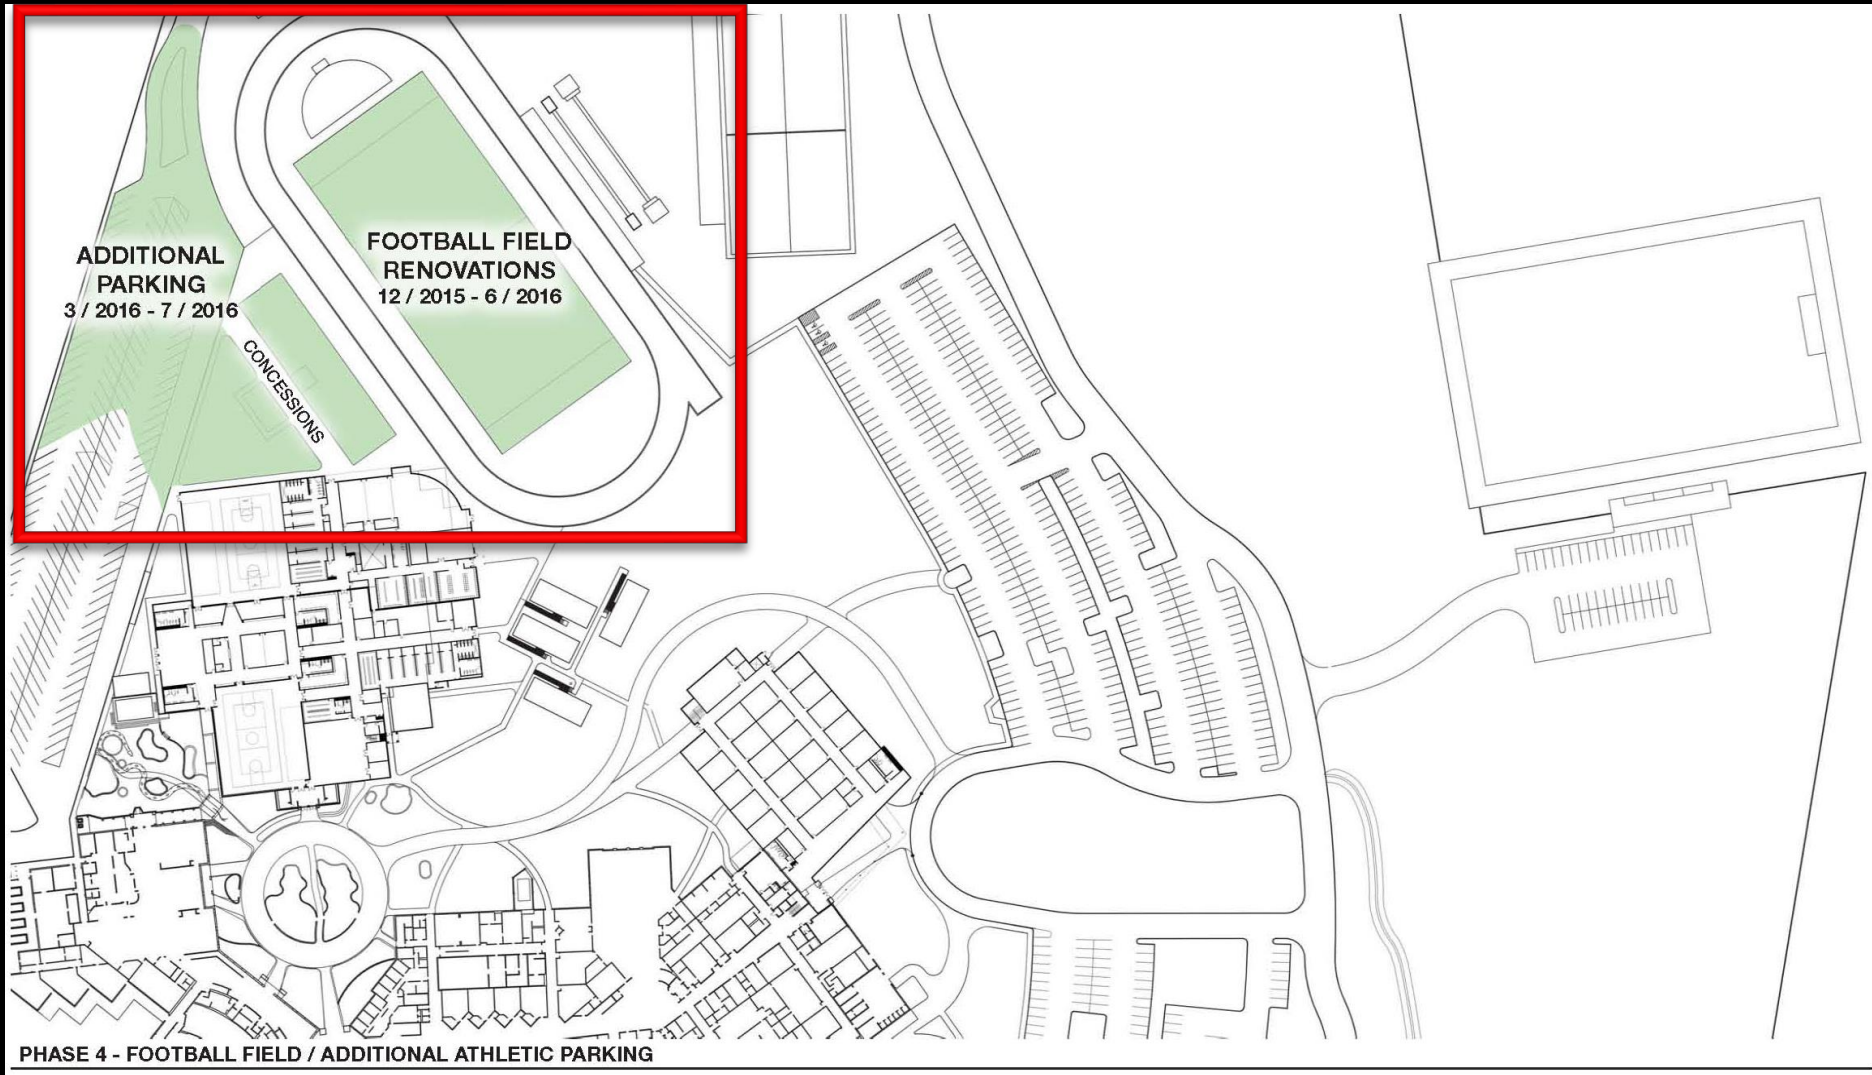 ADDITIONAL
PARKING
3 / 2016 - 7 / 2016
FOOTBALL FIELD
RENOVATIONS
12 / 2015 - 6 / 2016
CONCESSIONS
PHASE 4 - FOOTBALL FIELD / ADDITIONAL ATHLETIC PARKING